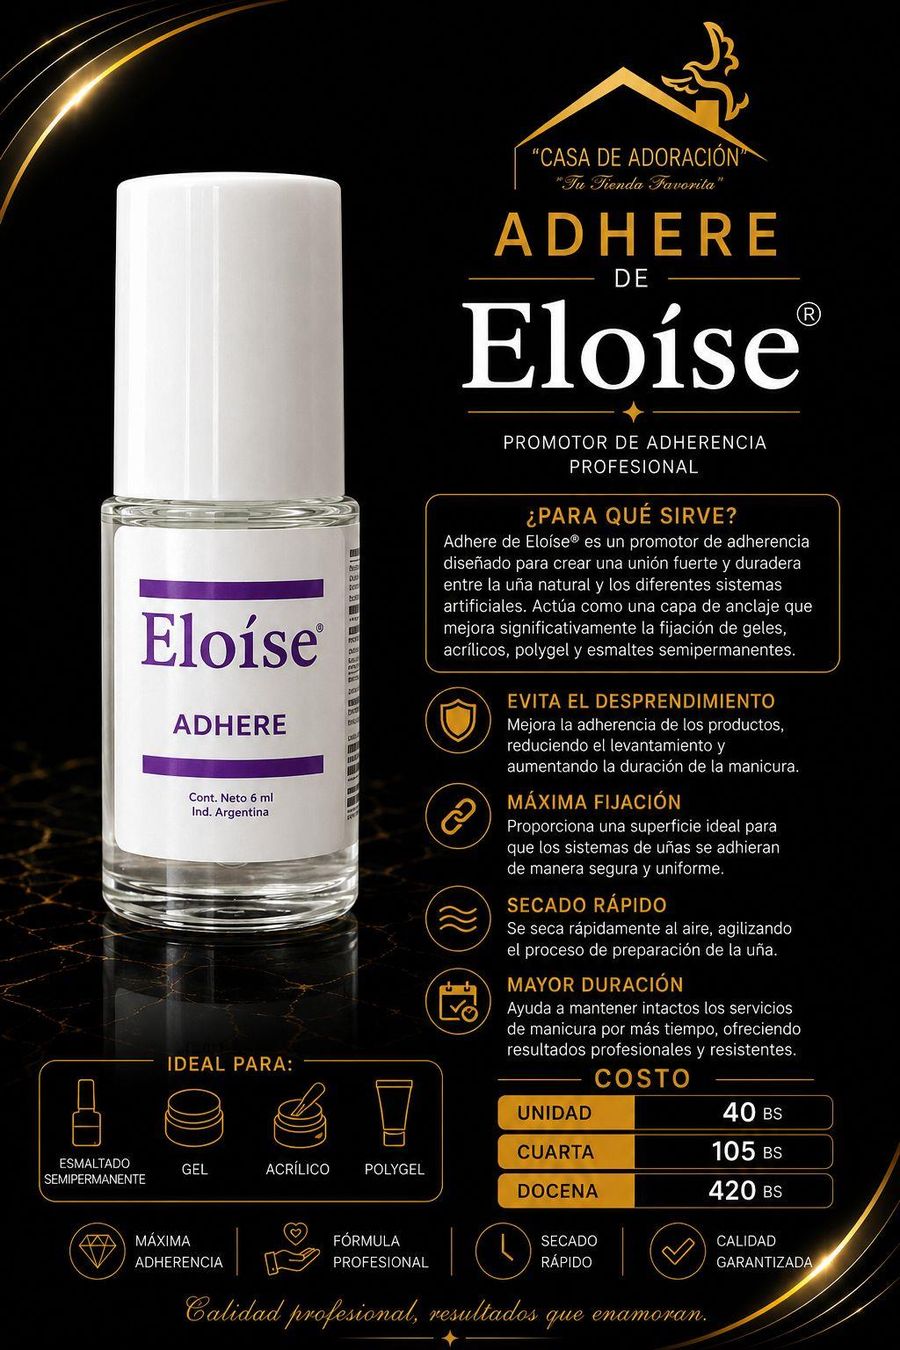 "CASA DE ADORACIÓN"
"Tu Tienda Favorita"
ADHERE
DE
Eloíse®
PROMOTOR DE ADHERENCIA
PROFESIONAL
¿PARA QUÉ SIRVE?
Adhere de Eloíse® es un promotor de adherencia
diseñado para crear una unión fuerte y duradera
entre la uña natural y los diferentes sistemas
artificiales. Actúa como una capa de anclaje que
mejora significativamente la fijación de geles,
acrílicos, polygel y esmaltes semipermanentes.
Eloíse®
ADHERE
Cont. Neto 6 ml
Ind. Argentina
EVITA EL DESPRENDIMIENTO
Mejora la adherencia de los productos,
reduciendo el levantamiento y
aumentando la duración de la manicura.
MÁXIMA FIJACIÓN
Proporciona una superficie ideal para
que los sistemas de uñas se adhieran
de manera segura y uniforme.
SECADO RÁPIDO
Se seca rápidamente al aire, agilizando
el proceso de preparación de la uña.
MAYOR DURACIÓN
Ayuda a mantener intactos los servicios
de manicura por más tiempo, ofreciendo
resultados profesionales y resistentes.
IDEAL PARA:
ESMALTADO
SEMIPERMANENTE
GEL
ACRÍLICO
POLYGEL
COSTO
UNIDAD 40 BS
CUARTA 105 BS
DOCENA 420 BS
MÁXIMA
ADHERENCIA
FÓRMULA
PROFESIONAL
SECADO
RÁPIDO
CALIDAD
GARANTIZADA
Calidad profesional, resultados que enamoran.